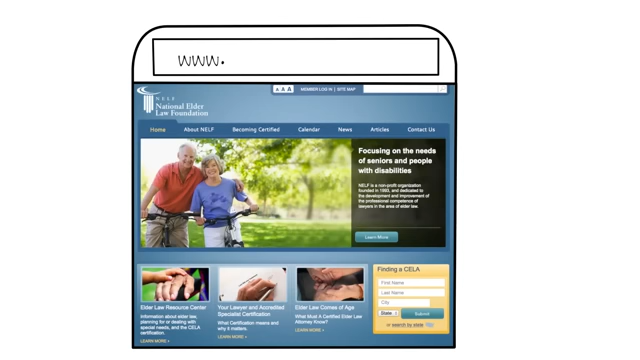 www.
A A A MEMBER LOG IN | SITE MAP
NELF
National Elder
Law Foundation
Home About NELF Becoming Certified Calendar News Articles Contact Us
Focusing on the needs
of seniors and people
with disabilities
NELF is a non-profit organization
founded in 1993, and dedicated to
the development and improvement of
the professional competence of
lawyers in the area of elder law.
Learn More
Elder Law Resource Center
Information about elder law,
planning for or dealing with
special needs, and the CELA
certification.
LEARN MORE »
Your Lawyer and Accredited
Specialist Certification
What Certification means and
why it matters.
LEARN MORE »
Elder Law Comes of Age
What Must A Certified Elder Law
Attorney Know?
LEARN MORE »
Finding a CELA
First Name
Last Name
City
State Submit
or search by state